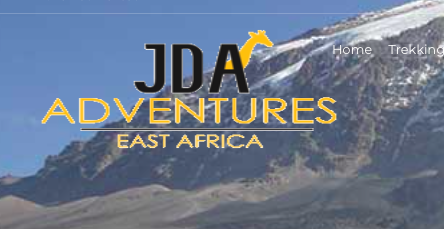 JDA
Home Trekking
ADVENTURES
EAST AFRICA